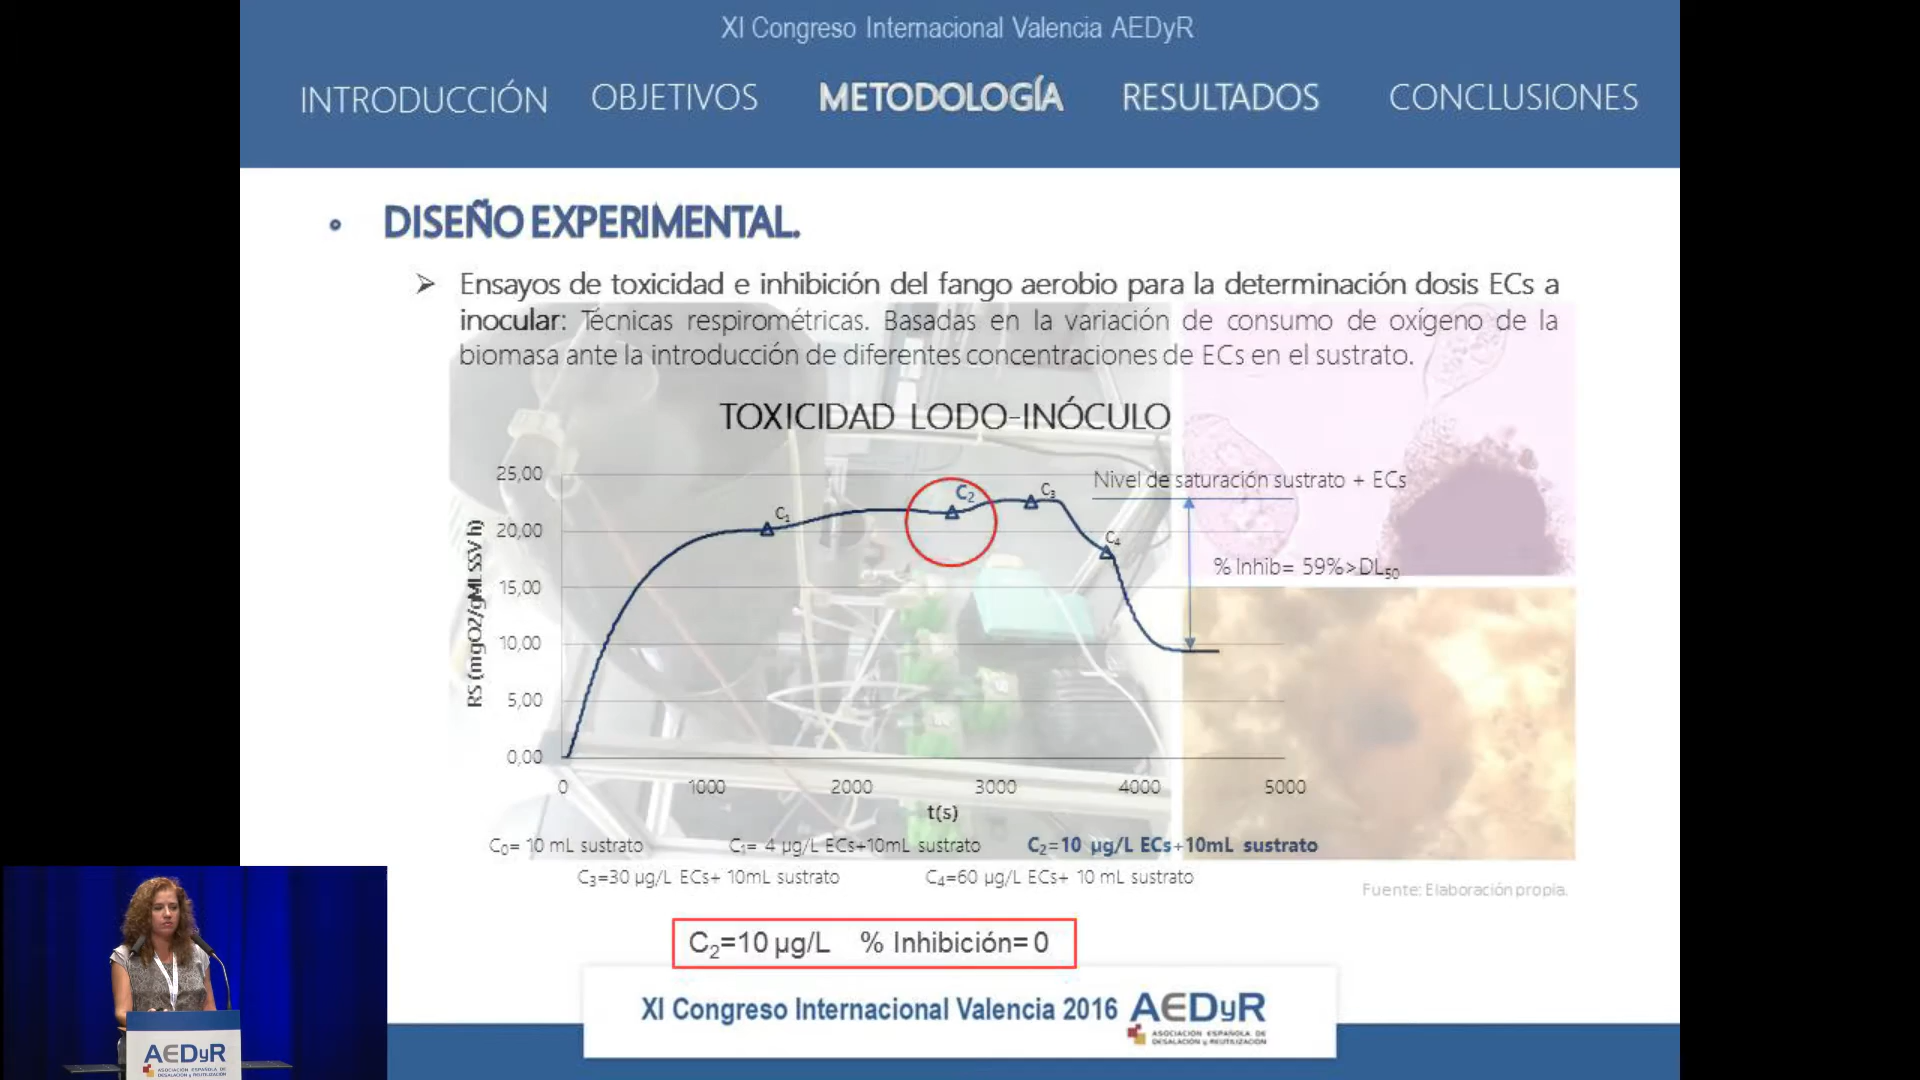 XI Congreso Internacional Valencia AEDyR
INTRODUCCIÓN OBJETIVOS METODOLOGÍA RESULTADOS CONCLUSIONES
• DISEÑO EXPERIMENTAL.
➢ Ensayos de toxicidad e inhibición del fango aerobio para la determinación dosis ECs a
inocular: Técnicas respirométricas. Basadas en la variación de consumo de oxígeno de la
biomasa ante la introducción de diferentes concentraciones de ECs en el sustrato.
TOXICIDAD LODO-INÓCULO
RS (mgO2/gMLSSV h)
25,00
20,00
15,00
10,00
5,00
0,00
C₁
C₂
C₃
C₄
Nivel de saturación sustrato + ECs
% Inhib= 59%>DL₅₀
0 1000 2000 3000 4000 5000
t(s)
C₀= 10 mL sustrato C₁= 4 µg/L ECs+10mL sustrato C₂=10 µg/L ECs+10mL sustrato
C₃=30 µg/L ECs+ 10mL sustrato C₄=60 µg/L ECs+ 10 mL sustrato
Fuente: Elaboración propia.
C₂=10 µg/L % Inhibición= 0
XI Congreso Internacional Valencia 2016 AEDyR
ASOCIACIÓN ESPAÑOLA DE
DESALACIÓN y REUTILIZACIÓN
AEDyR
ASOCIACIÓN ESPAÑOLA DE
DESALACIÓN y REUTILIZACIÓN